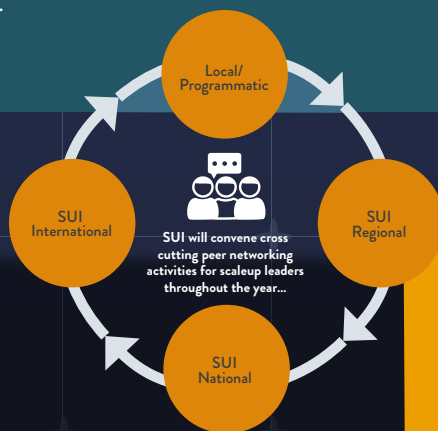 Local/
Programmatic
SUI
International
SUI
Regional
SUI will convene cross
cutting peer networking
activities for scaleup leaders
throughout the year...
SUI
National